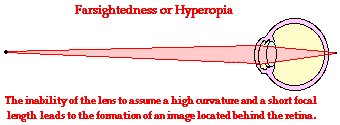 Farsightedness or Hyperopia
The inability of the lens to assume a high curvature and a short focal
length leads to the formation of an image located behind the retina.